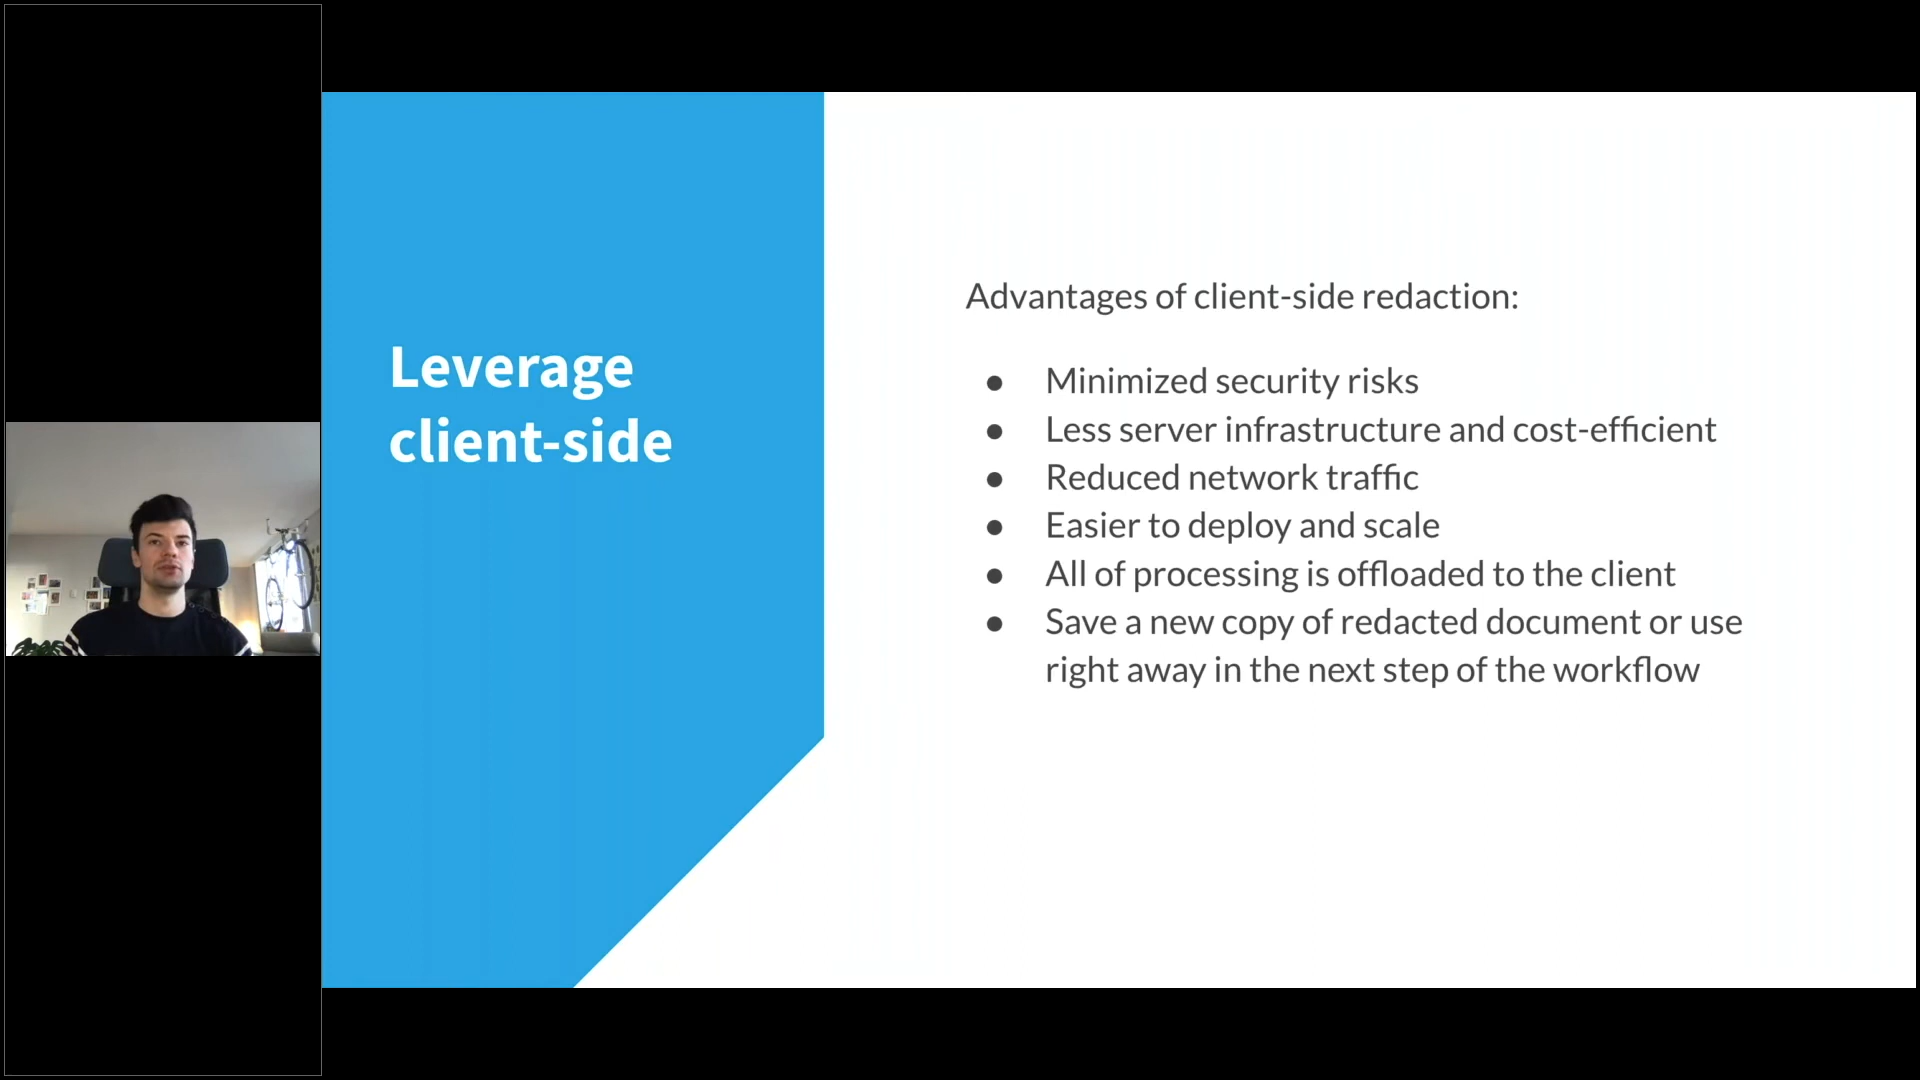 Leverage
client-side
Advantages of client-side redaction:
● Minimized security risks
● Less server infrastructure and cost-efficient
● Reduced network traffic
● Easier to deploy and scale
● All of processing is offloaded to the client
● Save a new copy of redacted document or use
right away in the next step of the workflow